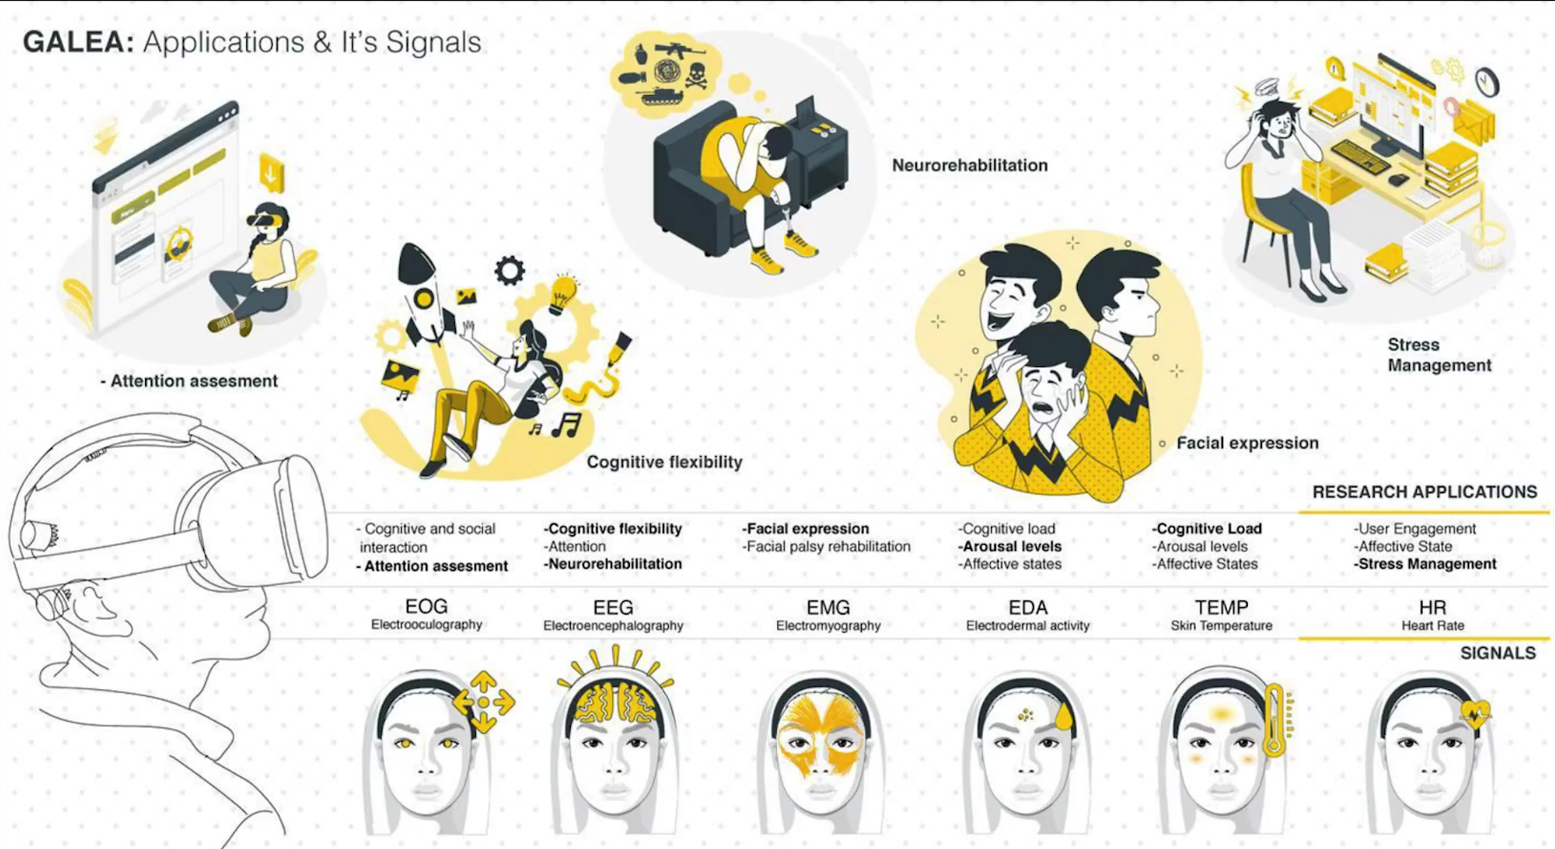 GALEA: Applications & It's Signals
Neurorehabilitation
Stress
Management
- Attention assesment
Cognitive flexibility
Facial expression
RESEARCH APPLICATIONS
- Cognitive and social
interaction
- Attention assesment
-Cognitive flexibility
-Attention
-Neurorehabilitation
-Facial expression
-Facial palsy rehabilitation
-Cognitive load
-Arousal levels
-Affective states
-Cognitive Load
-Arousal levels
-Affective States
-User Engagement
-Affective State
-Stress Management
EOG
Electrooculography
EEG
Electroencephalography
EMG
Electromyography
EDA
Electrodermal activity
TEMP
Skin Temperature
HR
Heart Rate
SIGNALS